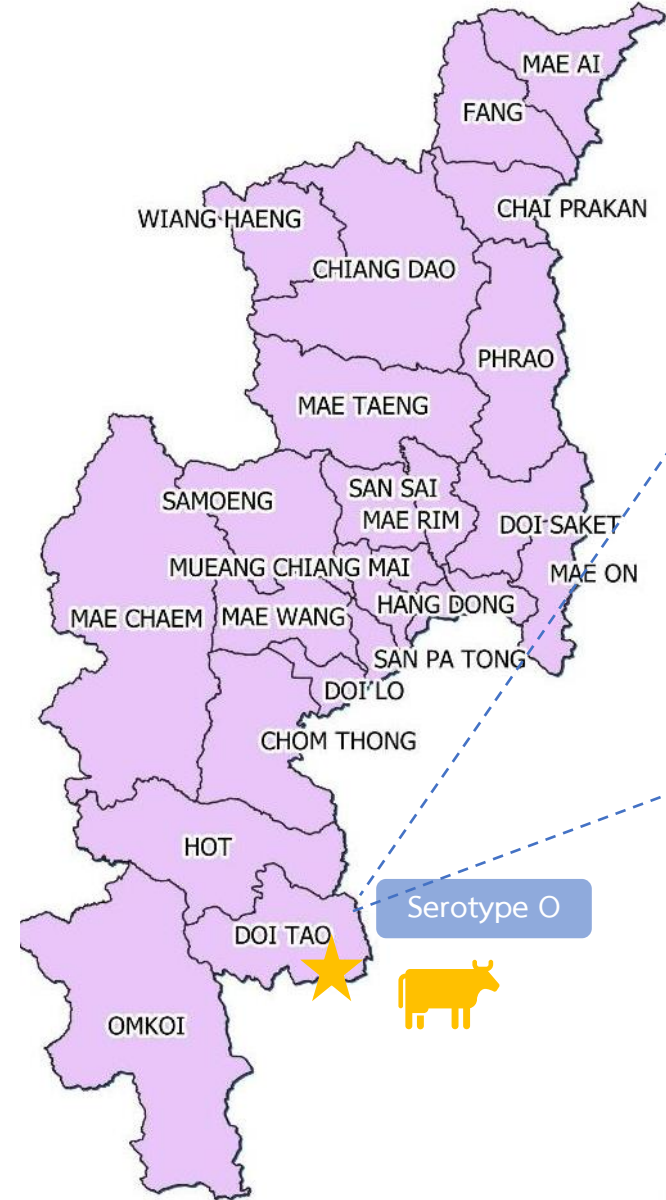 MAE AI
FANG
CHAI PRAKAN
WIANG HAENG
CHIANG DAO
PHRAO
MAE TAENG
SAN SAI
SAMOENG
MAE RIM
DOI SAKET
MUEANG CHIANG MAI
MAE ON
HANG DONG
MAE CHAEM
MAE WANG
SAN PA TONG
DOI LO
CHOM THONG
HOT
Serotype O
DOI TAO
OMKOI